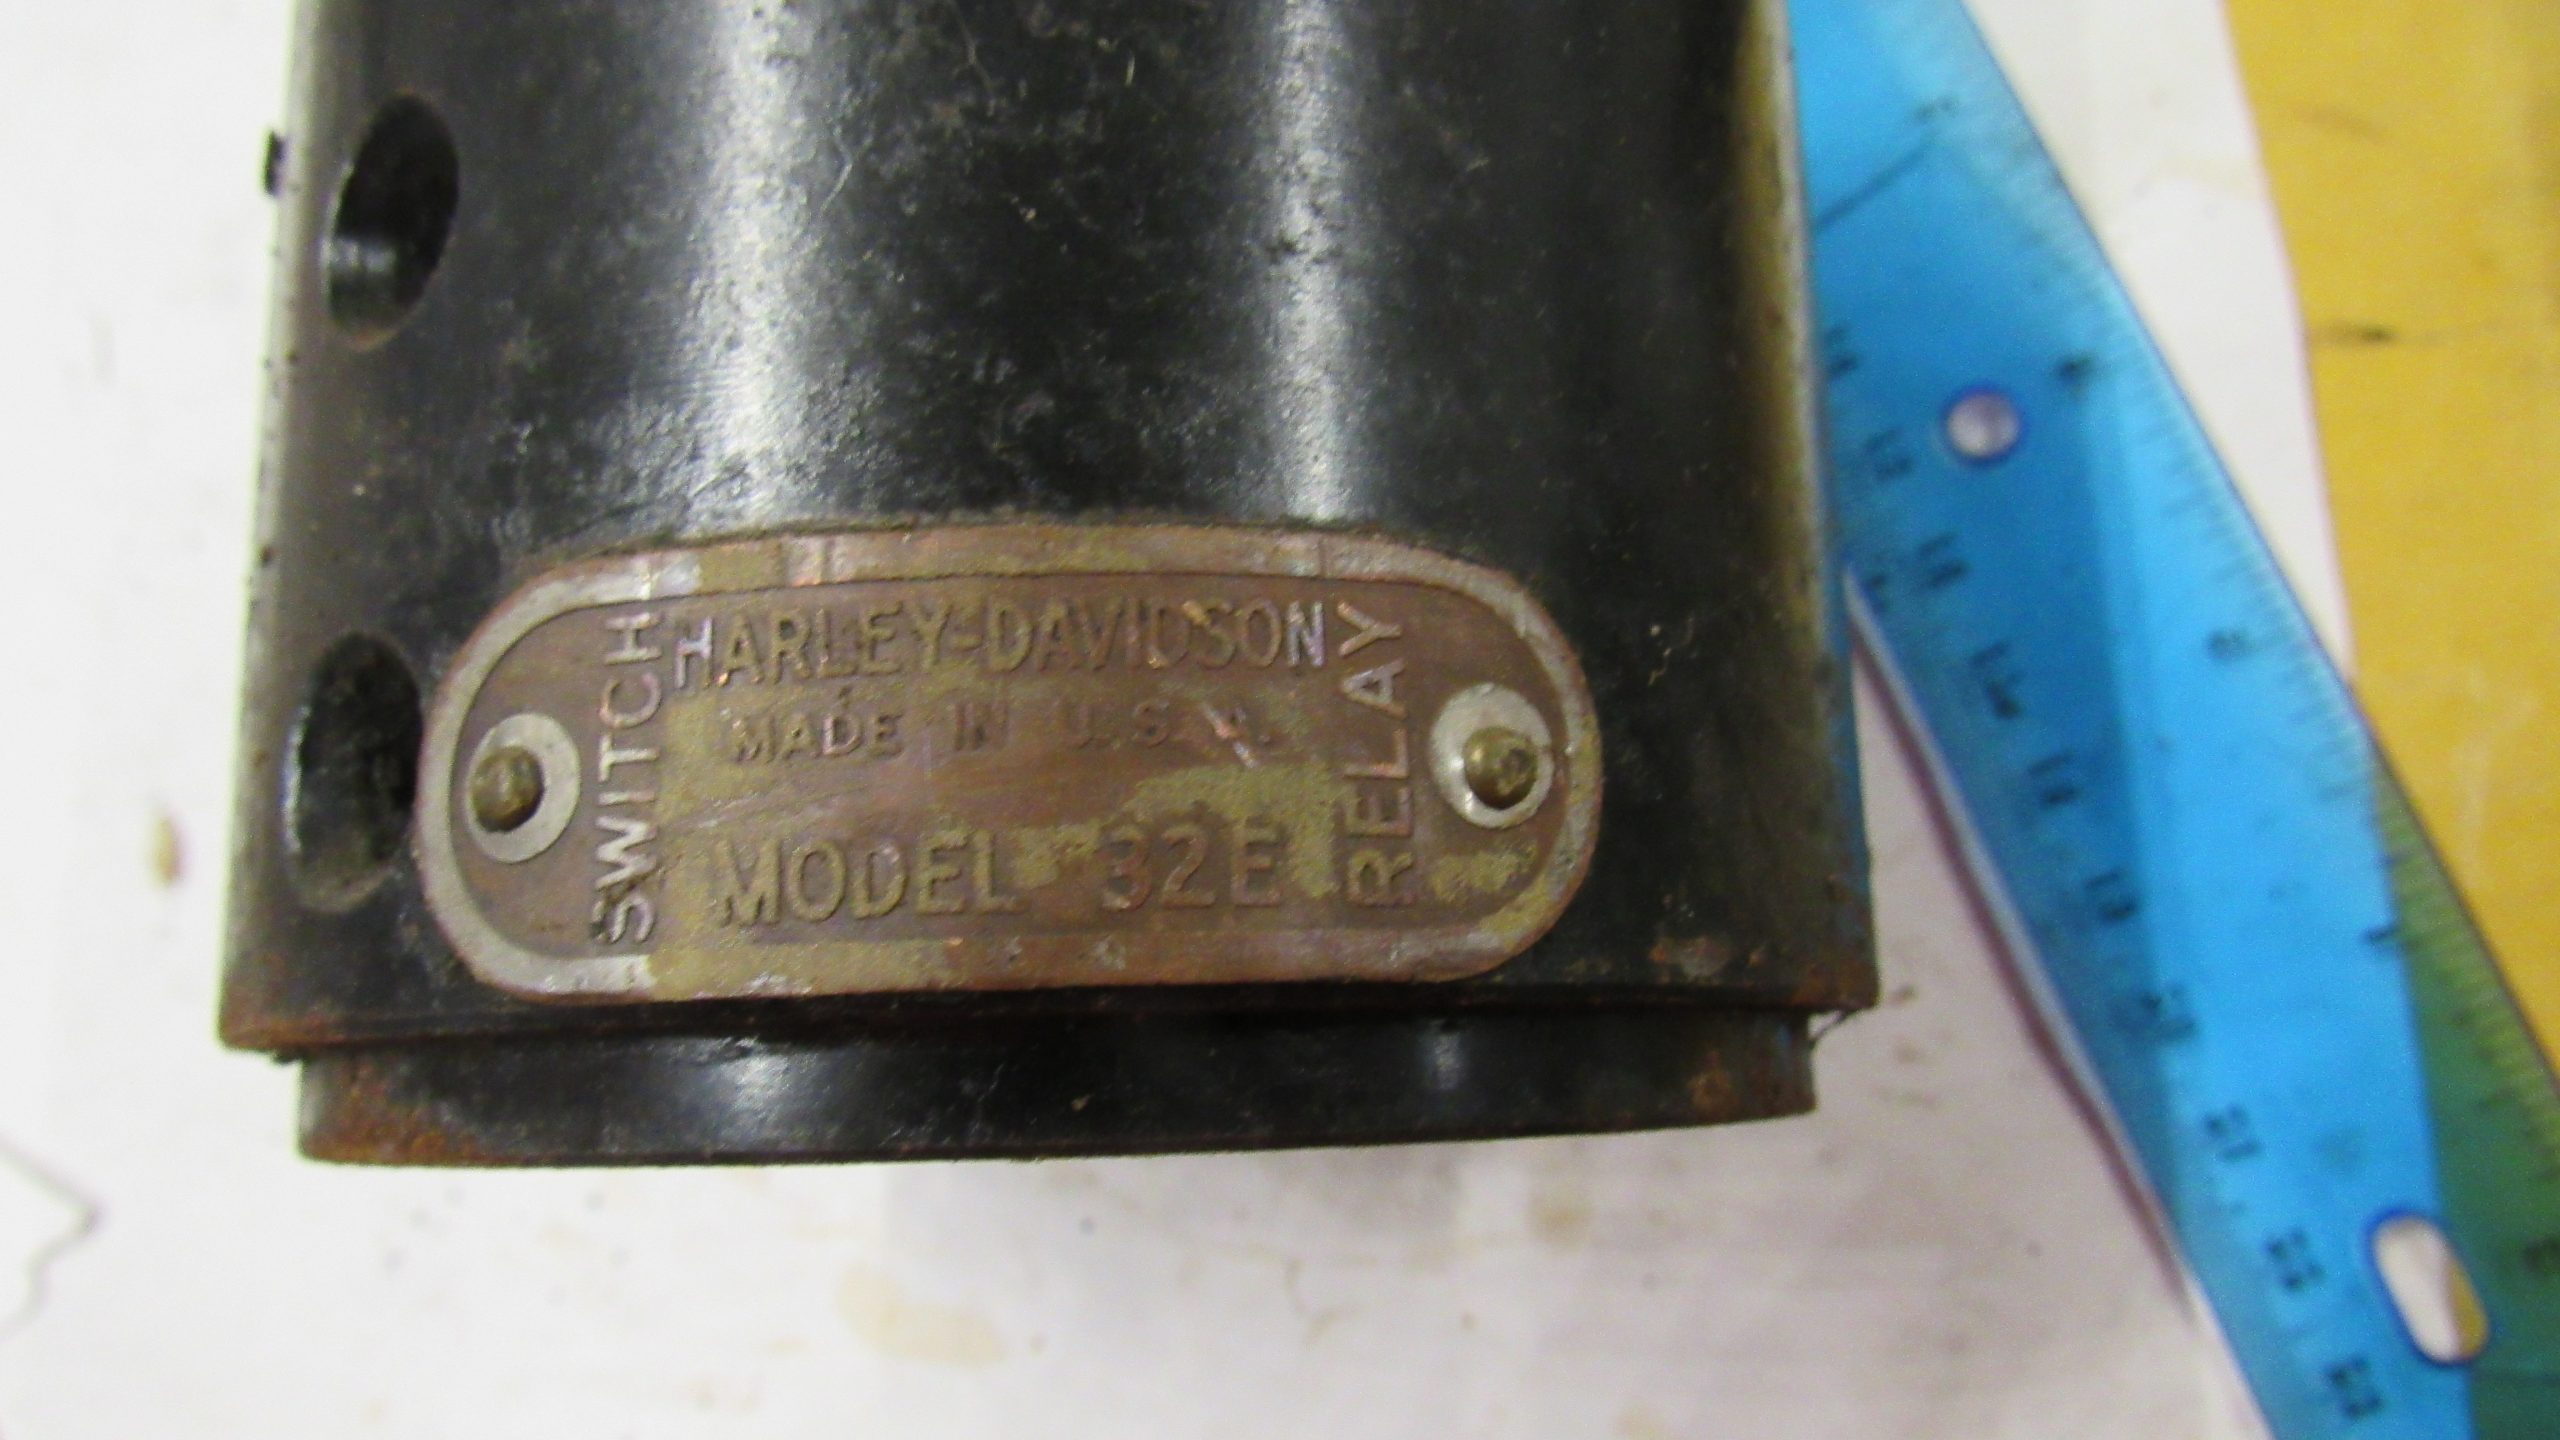 SWITCH
HARLEY-DAVIDSON
MADE IN U.S.A.
MODEL 32E
RELAY